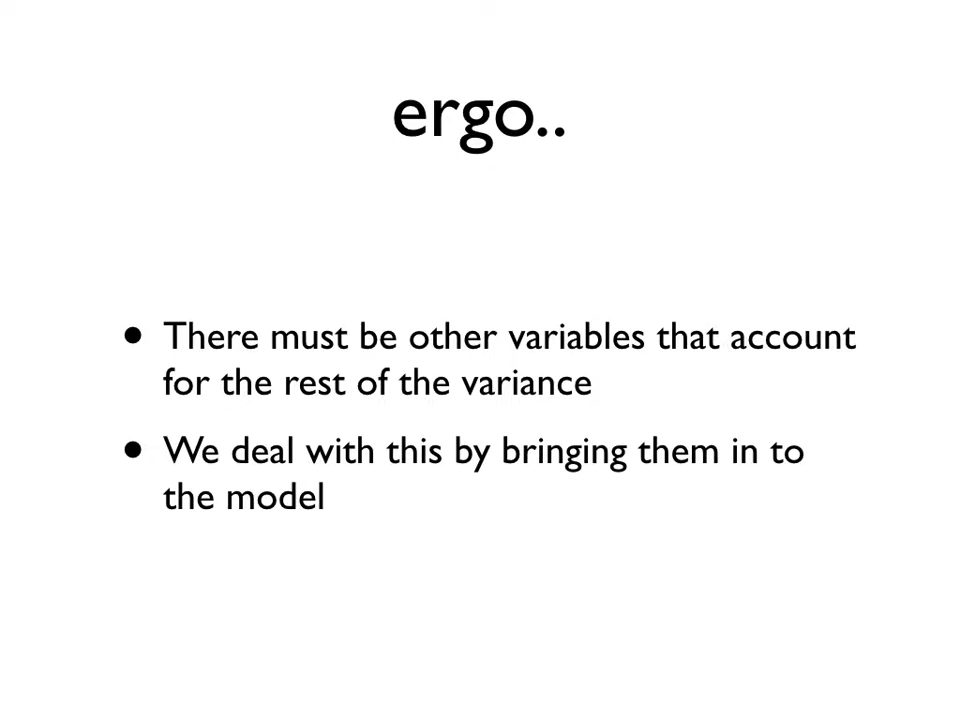 ergo..
• There must be other variables that account
for the rest of the variance
• We deal with this by bringing them in to
the model